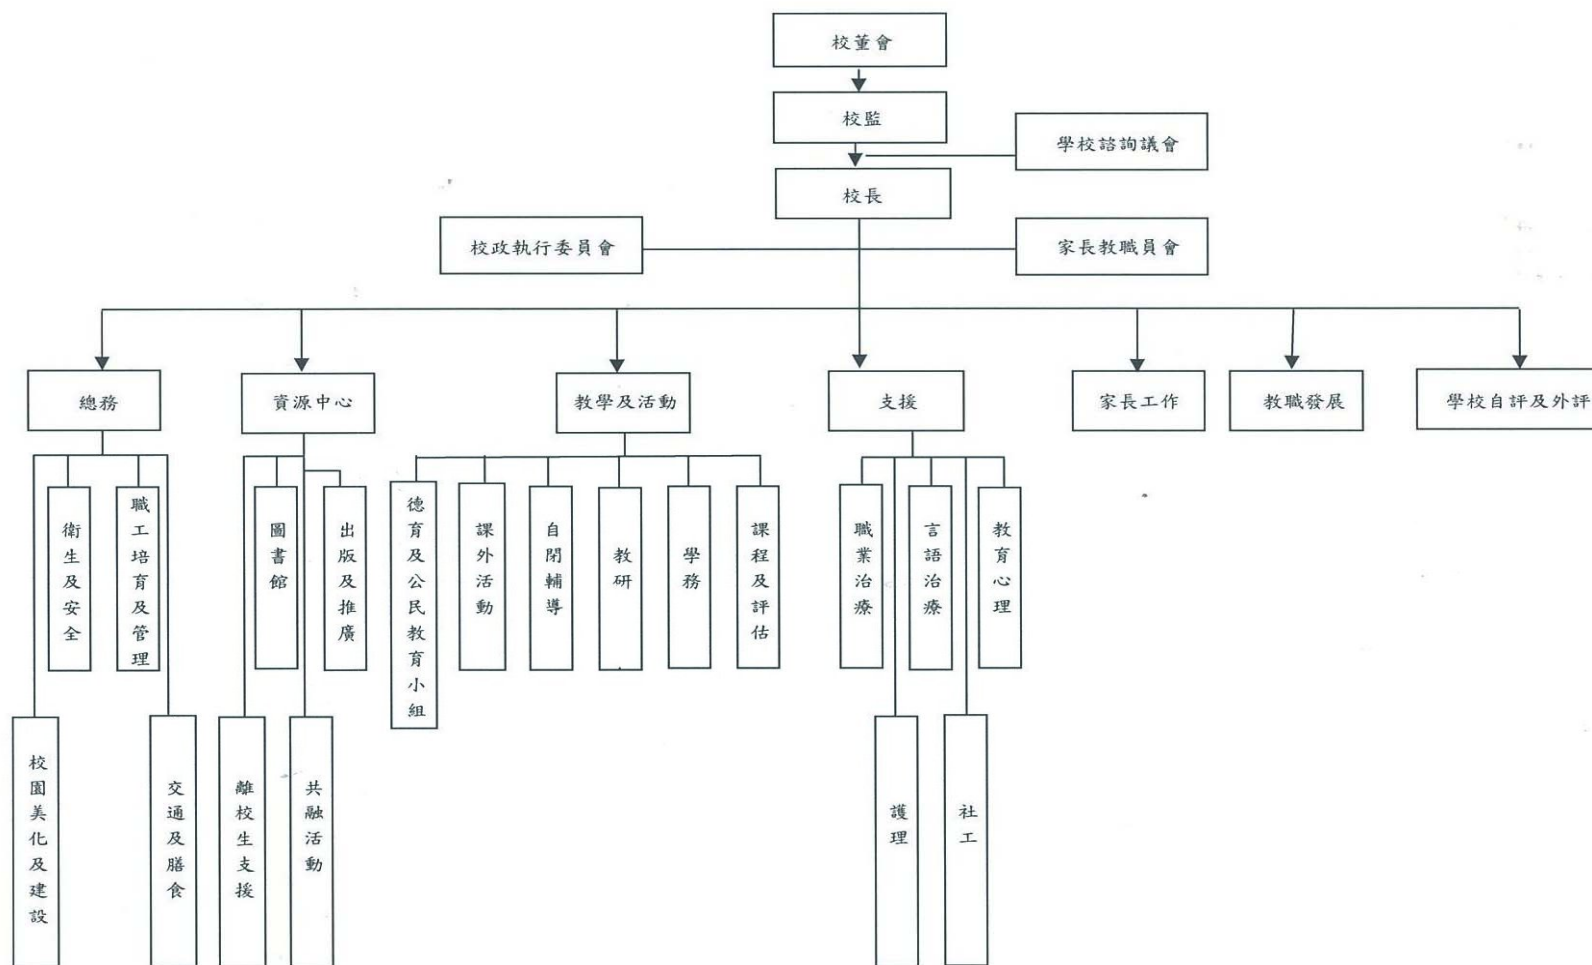 校董會
校監
學校諮詢議會
校長
校政執行委員會
家長教職員會
總務
資源中心
教學及活動
支援
家長工作
教職發展
學校自評及外評
衛生及安全
職工培育及管理
圖書館
出版及推廣
德育及公民教育小組
課外活動
自閉輔導
教研
學務
課程及評估
職業治療
言語治療
教育心理
校園美化及建設
交通及膳食
離校生支援
共融活動
護理
社工